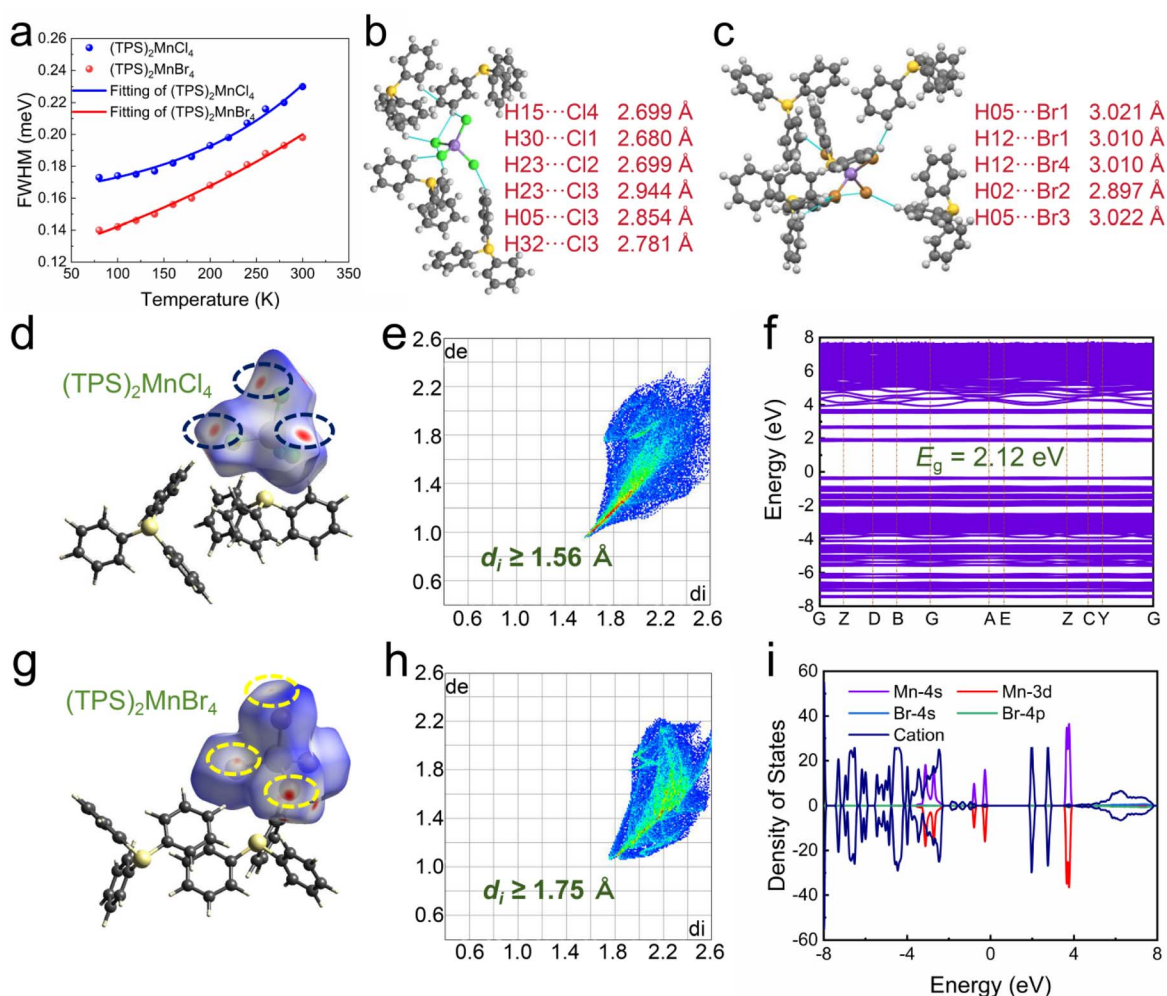 a
0.26
0.24
0.22
0.20
0.18
0.16
0.14
0.12
FWHM (meV)
(TPS)₂MnCl₄
(TPS)₂MnBr₄
Fitting of (TPS)₂MnCl₄
Fitting of (TPS)₂MnBr₄
50 100 150 200 250 300 350
Temperature (K)
b
H15···Cl4 2.699 Å
H30···Cl1 2.680 Å
H23···Cl2 2.699 Å
H23···Cl3 2.944 Å
H05···Cl3 2.854 Å
H32···Cl3 2.781 Å
c
H05···Br1 3.021 Å
H12···Br1 3.010 Å
H12···Br4 3.010 Å
H02···Br2 2.897 Å
H05···Br3 3.022 Å
d
(TPS)₂MnCl₄
e
2.6
de
2.2
1.8
1.4
1.0
0.6
dᵢ ≥ 1.56 Å
di
0.6 1.0 1.4 1.8 2.2 2.6
f
8
6
4
2
0
-2
-4
-6
-8
Energy (eV)
E_g = 2.12 eV
G Z D B G A E Z C Y G
g
(TPS)₂MnBr₄
h
2.6
de
2.2
1.8
1.4
1.0
0.6
dᵢ ≥ 1.75 Å
di
0.6 1.0 1.4 1.8 2.2 2.6
i
60
40
20
0
-20
-40
-60
Density of States
Mn-4s Mn-3d
Br-4s Br-4p
Cation
-8 -4 0 4 8
Energy (eV)